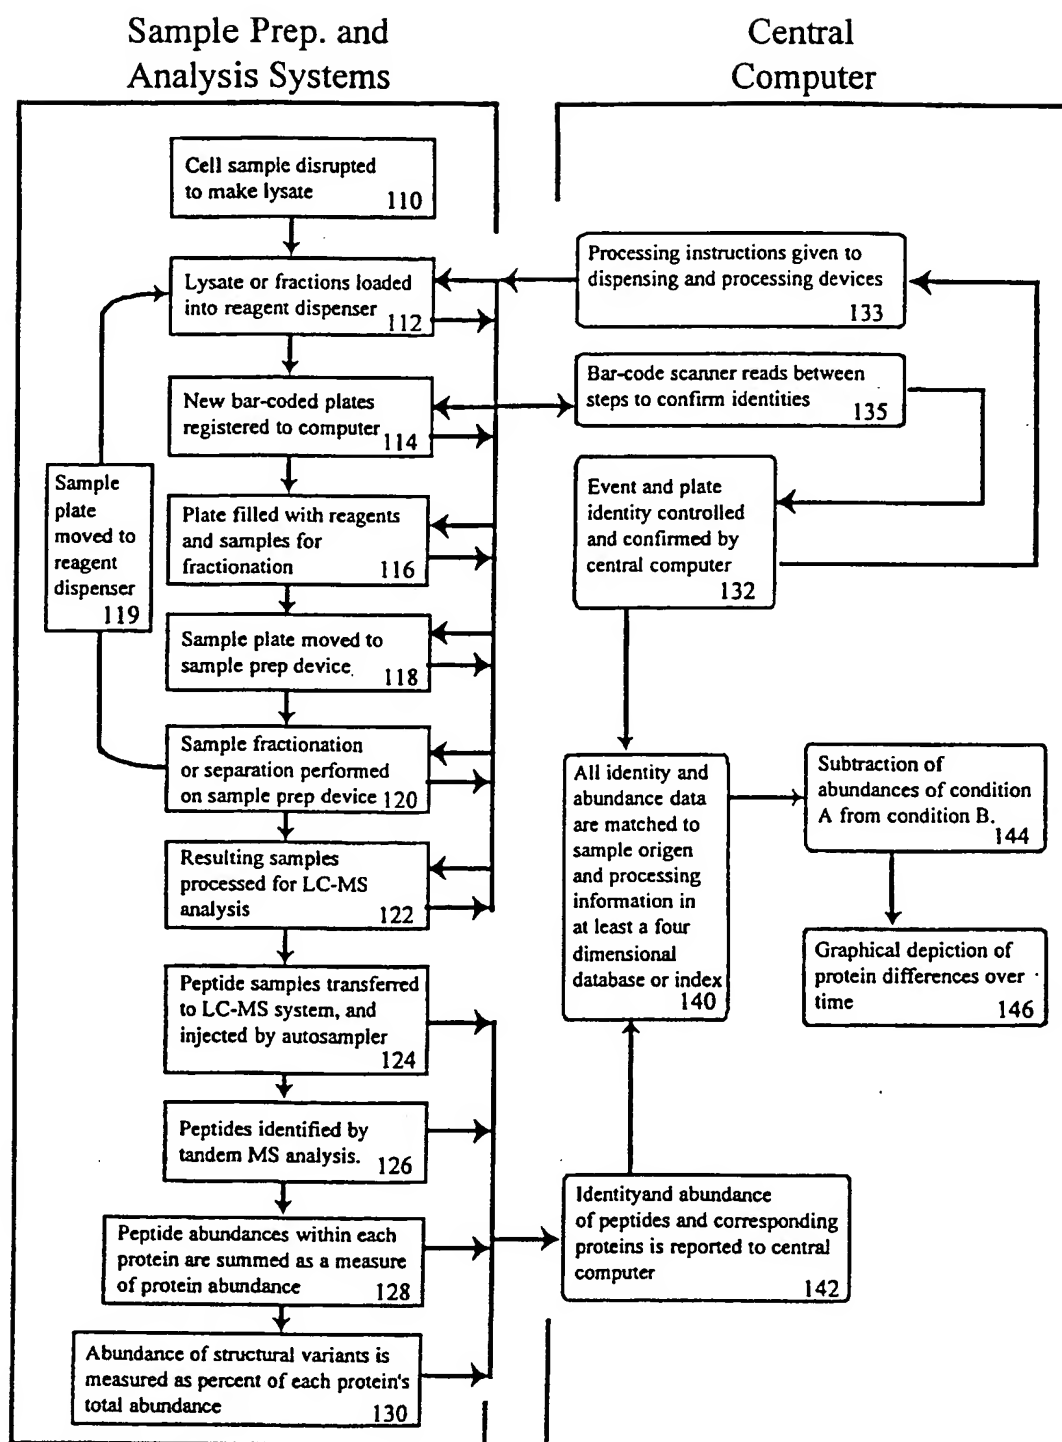 Sample Prep. and
Analysis Systems
Central
Computer
Cell sample disrupted
to make lysate
110
Lysate or fractions loaded
into reagent dispenser
112
New bar-coded plates
registered to computer
114
Plate filled with reagents
and samples for
fractionation
116
Sample plate moved to
sample prep device
118
Sample
plate
moved to
reagent
dispenser
119
Sample fractionation
or separation performed
on sample prep device 120
Resulting samples
processed for LC-MS
analysis
122
Peptide samples transferred
to LC-MS system, and
injected by autosampler
124
Peptides identified by
tandem MS analysis.
126
Peptide abundances within each
protein are summed as a measure
of protein abundance
128
Abundance of structural variants is
measured as percent of each protein's
total abundance
130
Processing instructions given to
dispensing and processing devices
133
Bar-code scanner reads between
steps to confirm identities
135
Event and plate
identity controlled
and confirmed by
central computer
132
All identity and
abundance data
are matched to
sample origen
and processing
information in
at least a four
dimensional
database or index
140
Subtraction of
abundances of condition
A from condition B.
144
Graphical depiction of
protein differences over
time
146
Identityand abundance
of peptides and corresponding
proteins is reported to central
computer
142